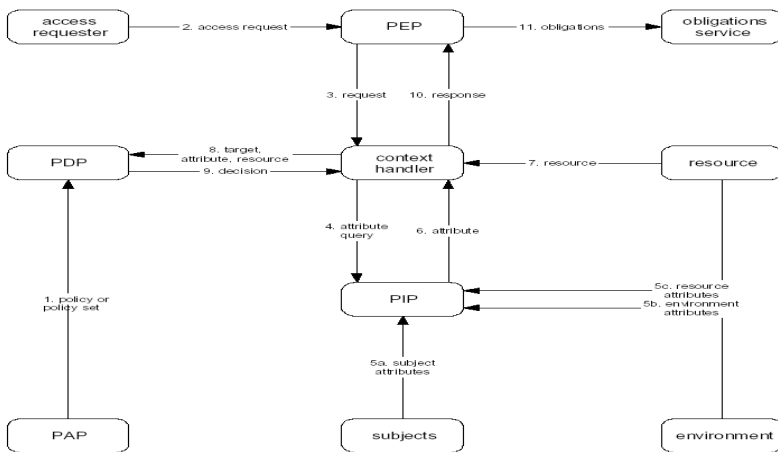 access
requester
2. access request
PEP
11. obligations
obligations
service
3. request
10. response
PDP
8. target,
attribute, resource
9. decision
context
handler
7. resource
resource
4. attribute
query
6. attribute
1. policy or
policy set
PIP
5c. resource
attributes
5b. environment
attributes
5a. subject
attributes
PAP
subjects
environment